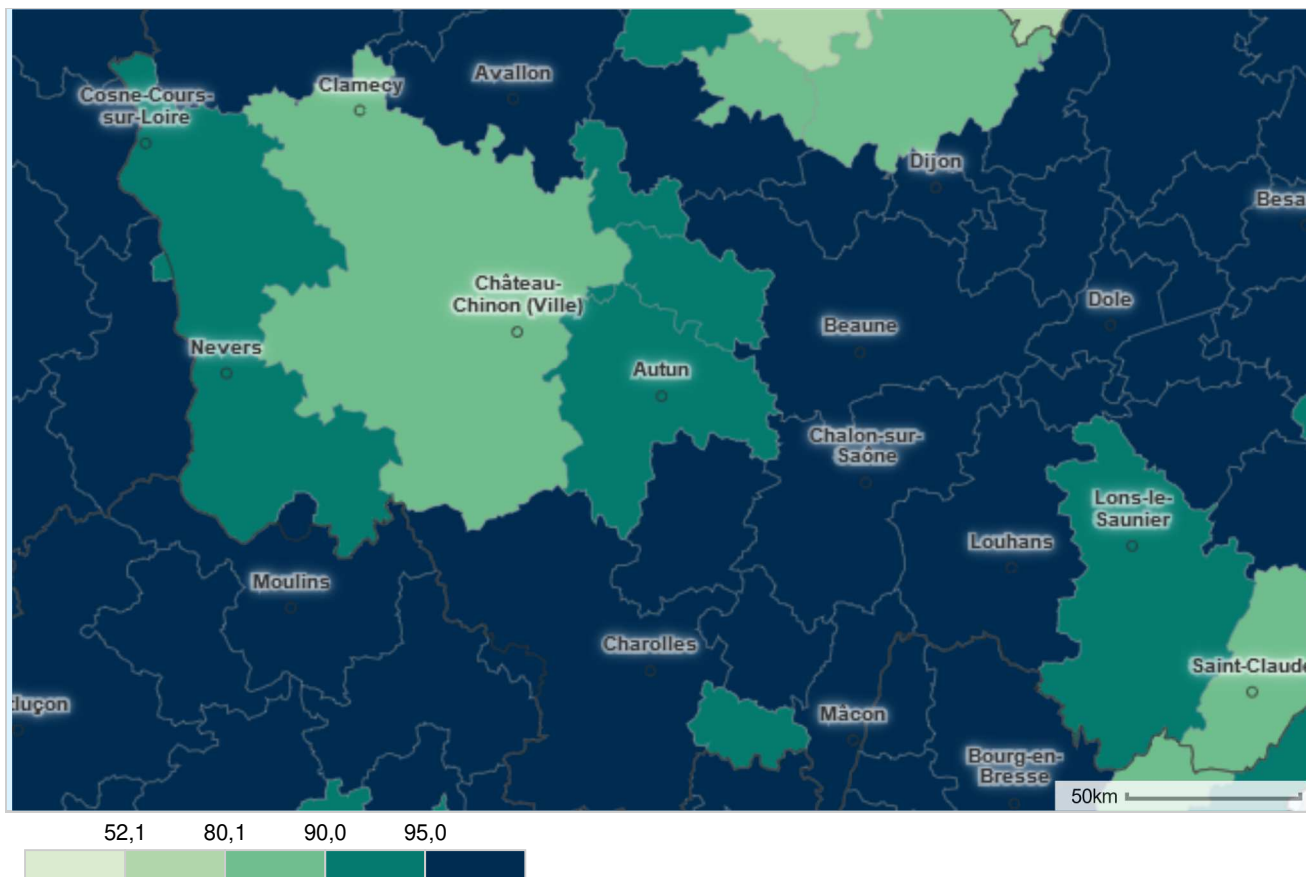 Avallon
Clamecy
Cosne-Cours-
sur-Loire
Dijon
Besa
Château-
Chinon (Ville)
Dole
Beaune
Nevers
Autun
Chalon-sur-
Saône
Lons-le-
Saunier
Louhans
Moulins
Charolles
Saint-Claude
tluçon
Mâcon
Bourg-en-
Bresse
50km
52,1 80,1 90,0 95,0